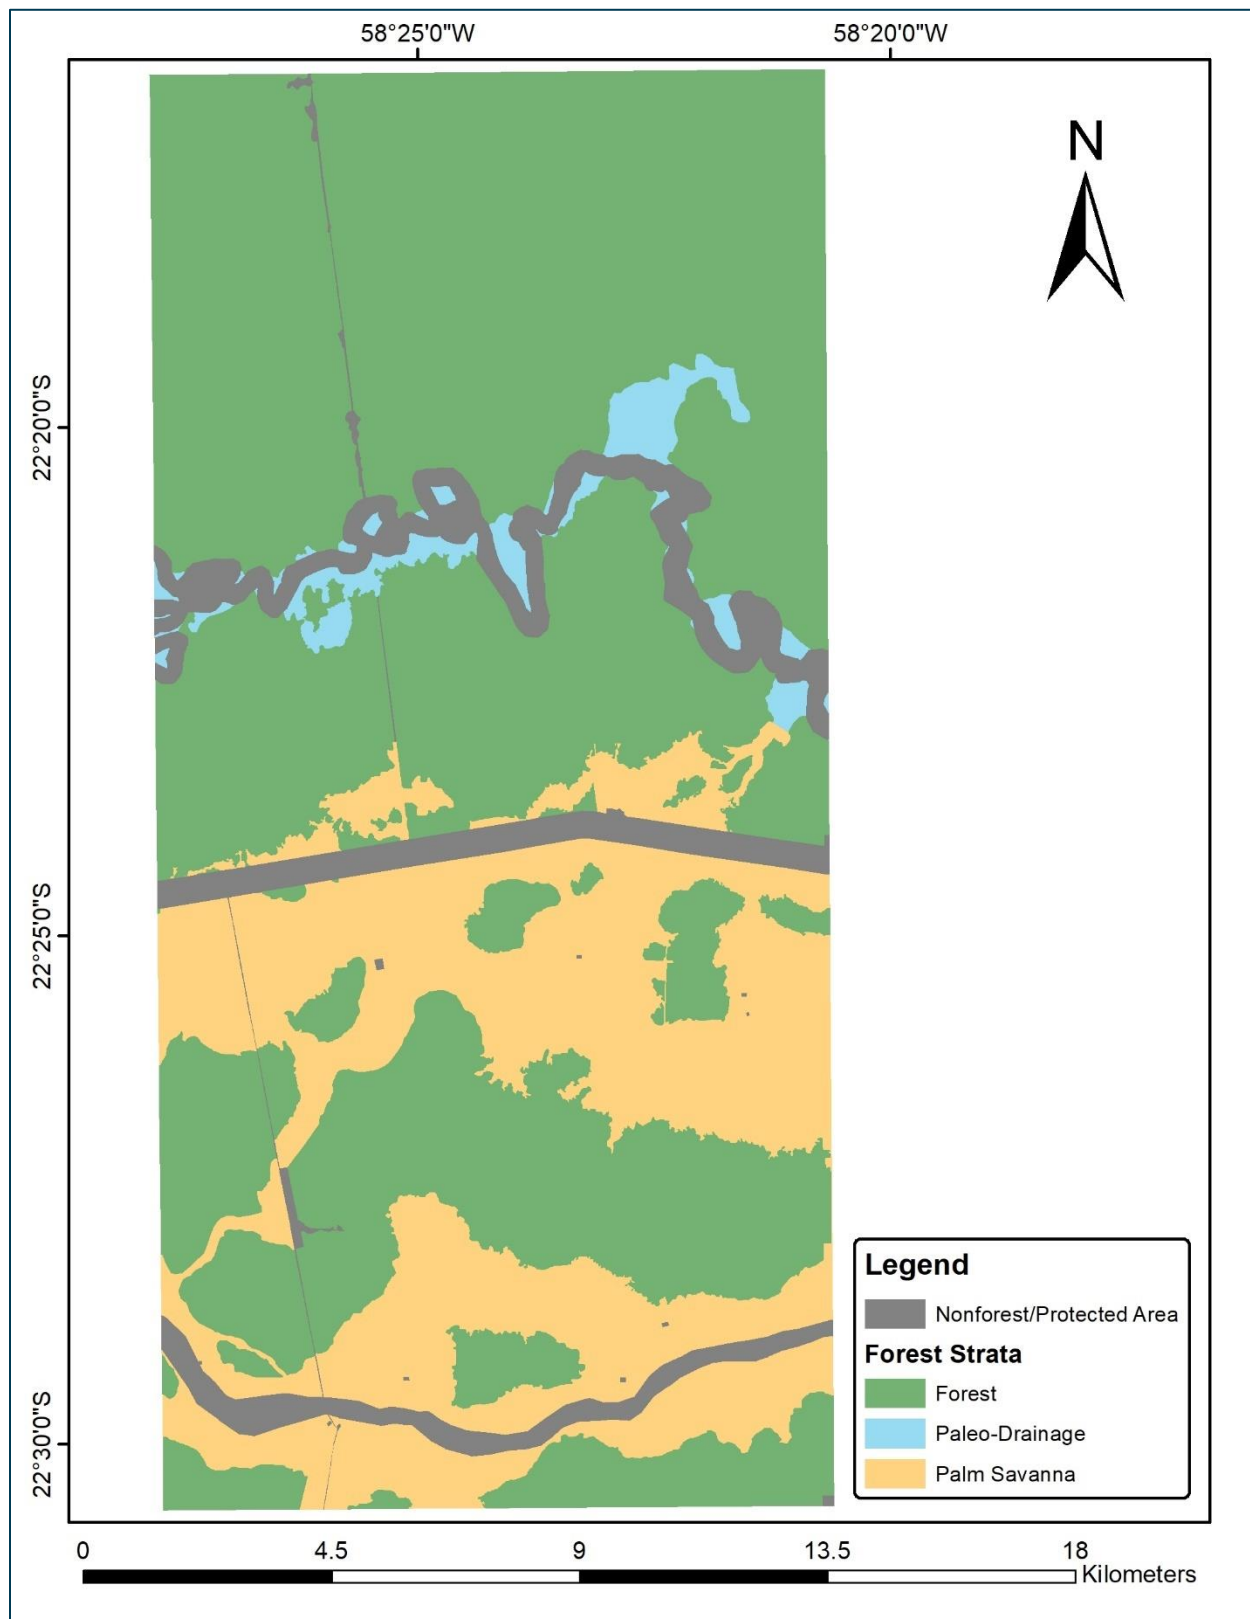 58°25'0"W 58°20'0"W
N
22°20'0"S
22°25'0"S
22°30'0"S
Legend
Nonforest/Protected Area
Forest Strata
Forest
Paleo-Drainage
Palm Savanna
0 4.5 9 13.5 18
Kilometers